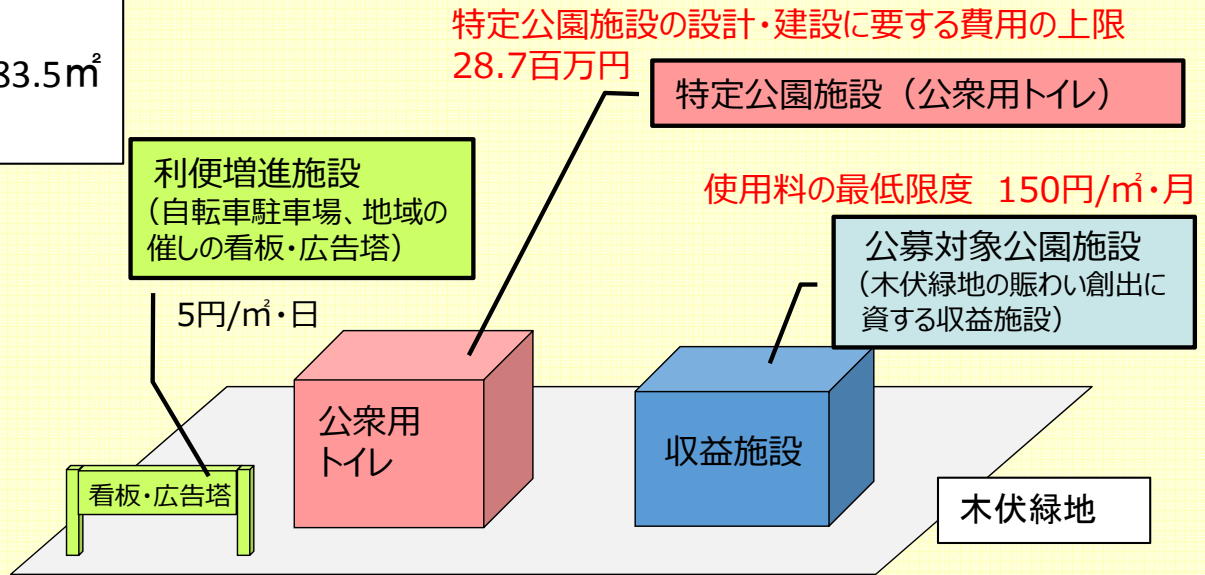 83.5㎡
特定公園施設の設計・建設に要する費用の上限
28.7百万円
特定公園施設（公衆用トイレ）
利便増進施設
（自転車駐車場、地域の
催しの看板・広告塔）
使用料の最低限度 150円/㎡・月
公募対象公園施設
（木伏緑地の賑わい創出に
資する収益施設）
5円/㎡・日
公衆用
トイレ
収益施設
看板・広告塔
木伏緑地